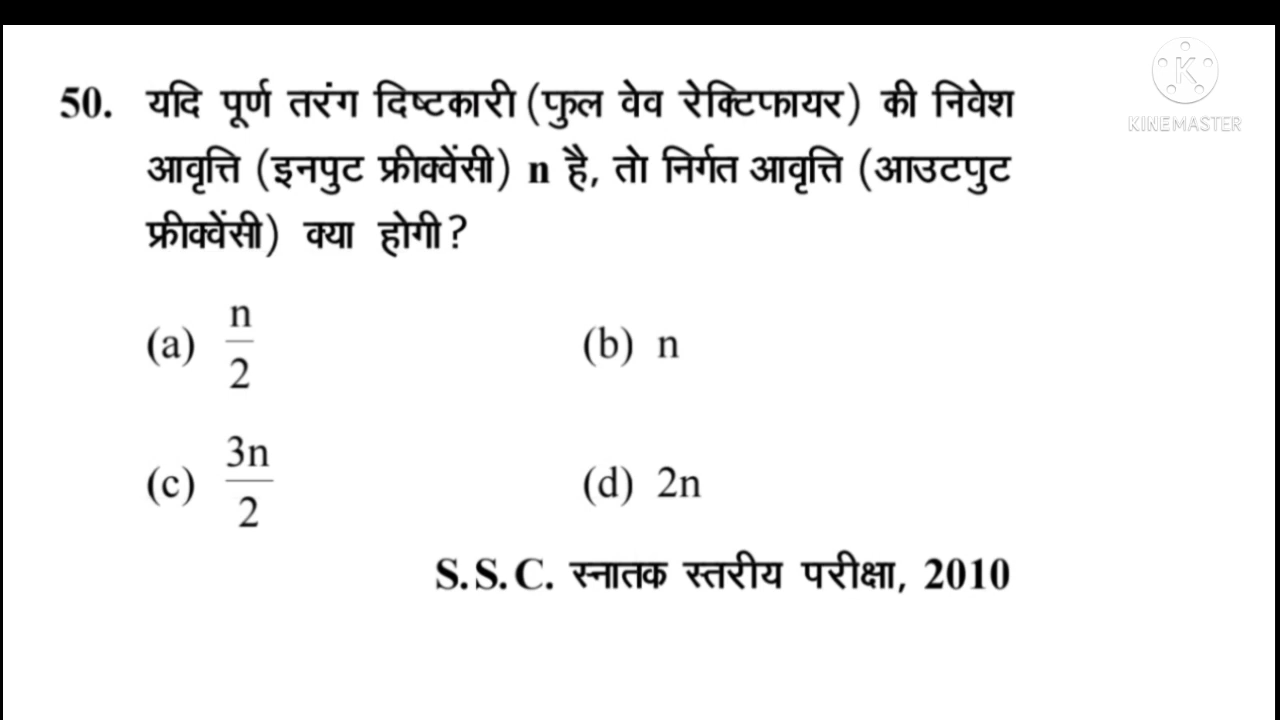 50. यदि पूर्ण तरंग दिष्टकारी (फुल वेव रेक्टिफायर) की निवेश
आवृत्ति (इनपुट फ्रीक्वेंसी) n है, तो निर्गत आवृत्ति (आउटपुट
फ्रीक्वेंसी) क्या होगी?
(a) n/2 (b) n
(c) 3n/2 (d) 2n
S.S.C. स्नातक स्तरीय परीक्षा, 2010
K
KINEMASTER